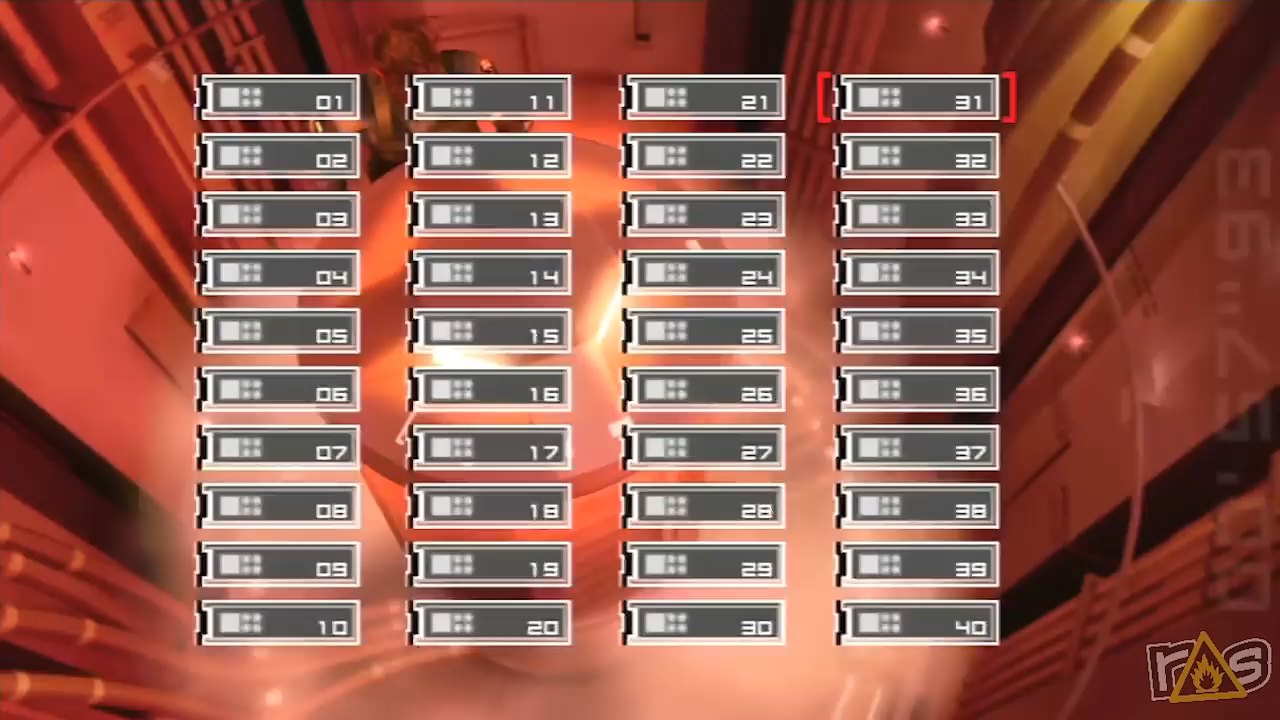 01 11 21 31
02 12 22 32
03 13 23 33
04 14 24 34
05 15 25 35
06 16 26 36
07 17 27 37
08 18 28 38
09 19 29 39
10 20 30 40
ras